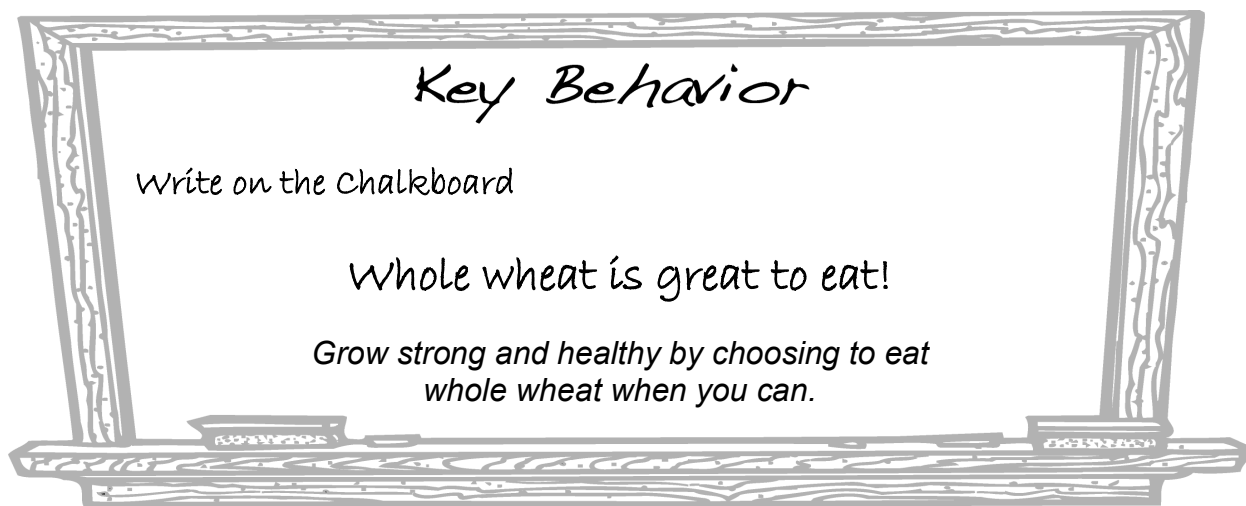 Key Behavior
Write on the Chalkboard
Whole wheat is great to eat!
Grow strong and healthy by choosing to eat
whole wheat when you can.